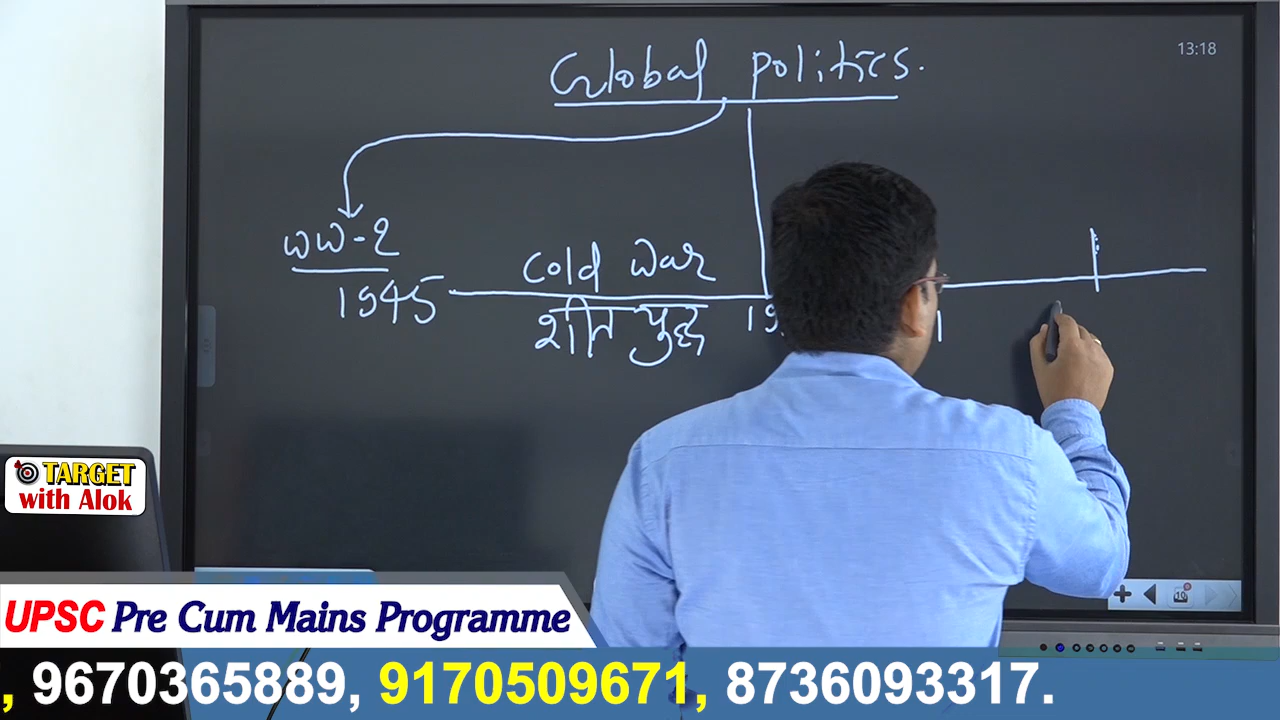 13:18
Global politics.
WW-2
1945
Cold War
शीत युद्ध
TARGET
with Alok
UPSC Pre Cum Mains Programme
, 9670365889, 9170509671, 8736093317.